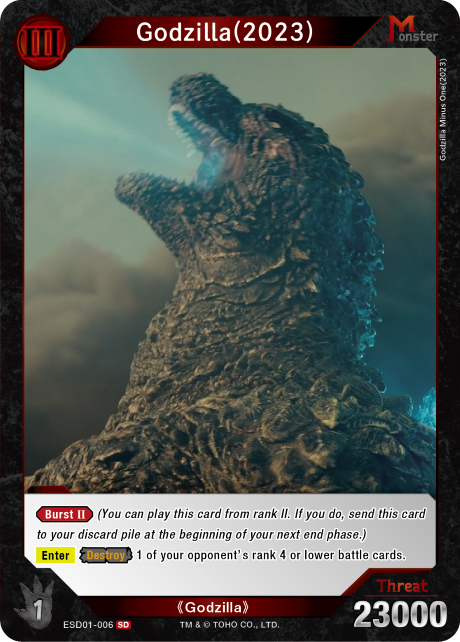 III
Godzilla(2023)
Monster
Godzilla Minus One(2023)
Burst II (You can play this card from rank II. If you do, send this card
to your discard pile at the beginning of your next end phase.)
Enter Destroy 1 of your opponent's rank 4 or lower battle cards.
Threat
23000
1
《Godzilla》
ESD01-006 SD
TM & © TOHO CO., LTD.